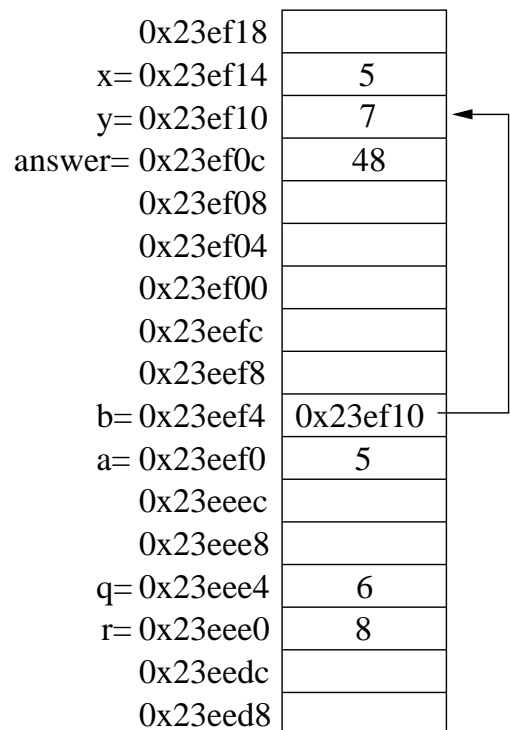 0x23ef18
x= 0x23ef14 5
y= 0x23ef10 7
answer= 0x23ef0c 48
0x23ef08
0x23ef04
0x23ef00
0x23eefc
0x23eef8
b= 0x23eef4 0x23ef10
a= 0x23eef0 5
0x23eeec
0x23eee8
q= 0x23eee4 6
r= 0x23eee0 8
0x23eedc
0x23eed8